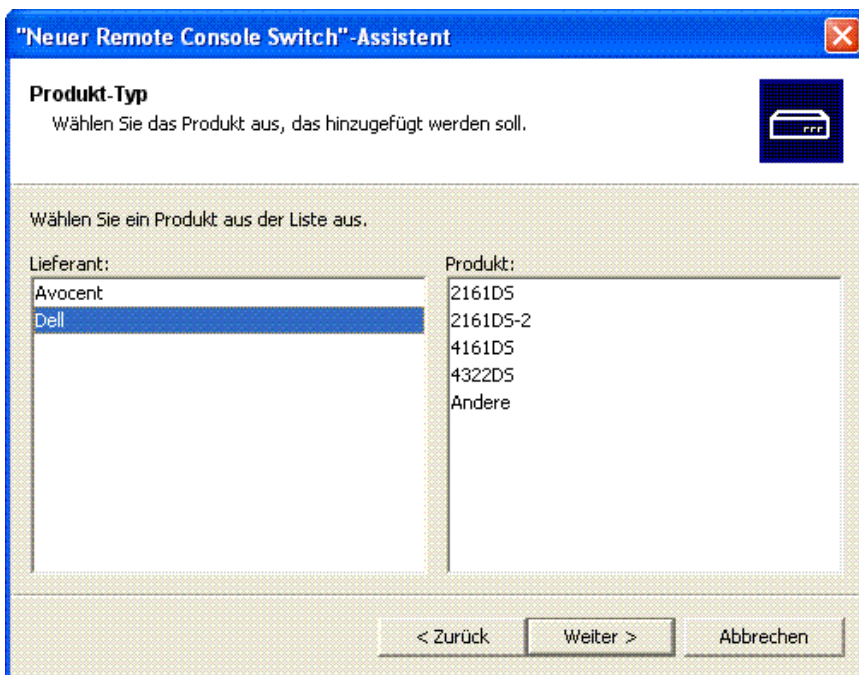 "Neuer Remote Console Switch"-Assistent
Produkt-Typ
Wählen Sie das Produkt aus, das hinzugefügt werden soll.
Wählen Sie ein Produkt aus der Liste aus.
Lieferant:
Avocent
Dell
Produkt:
2161DS
2161DS-2
4161DS
4322DS
Andere
< Zurück
Weiter >
Abbrechen